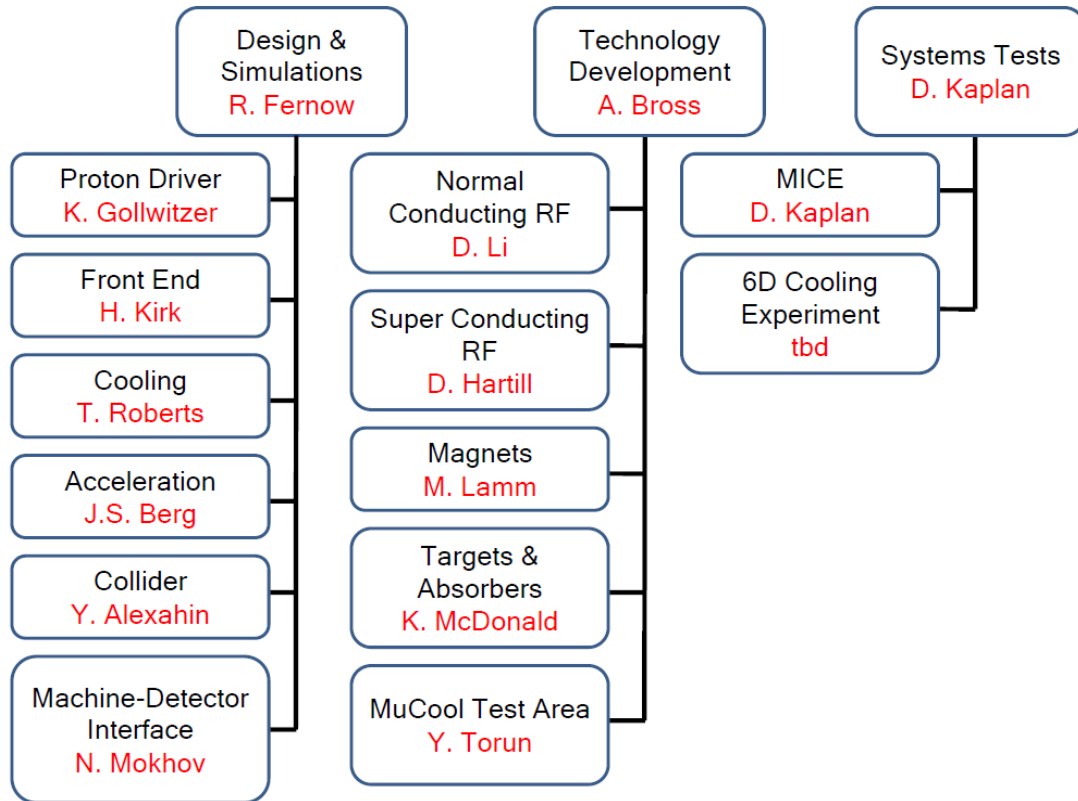 Design &
Simulations
R. Fernow
Proton Driver
K. Gollwitzer
Front End
H. Kirk
Cooling
T. Roberts
Acceleration
J.S. Berg
Collider
Y. Alexahin
Machine-Detector
Interface
N. Mokhov
Technology
Development
A. Bross
Normal
Conducting RF
D. Li
Super Conducting
RF
D. Hartill
Magnets
M. Lamm
Targets &
Absorbers
K. McDonald
MuCool Test Area
Y. Torun
Systems Tests
D. Kaplan
MICE
D. Kaplan
6D Cooling
Experiment
tbd